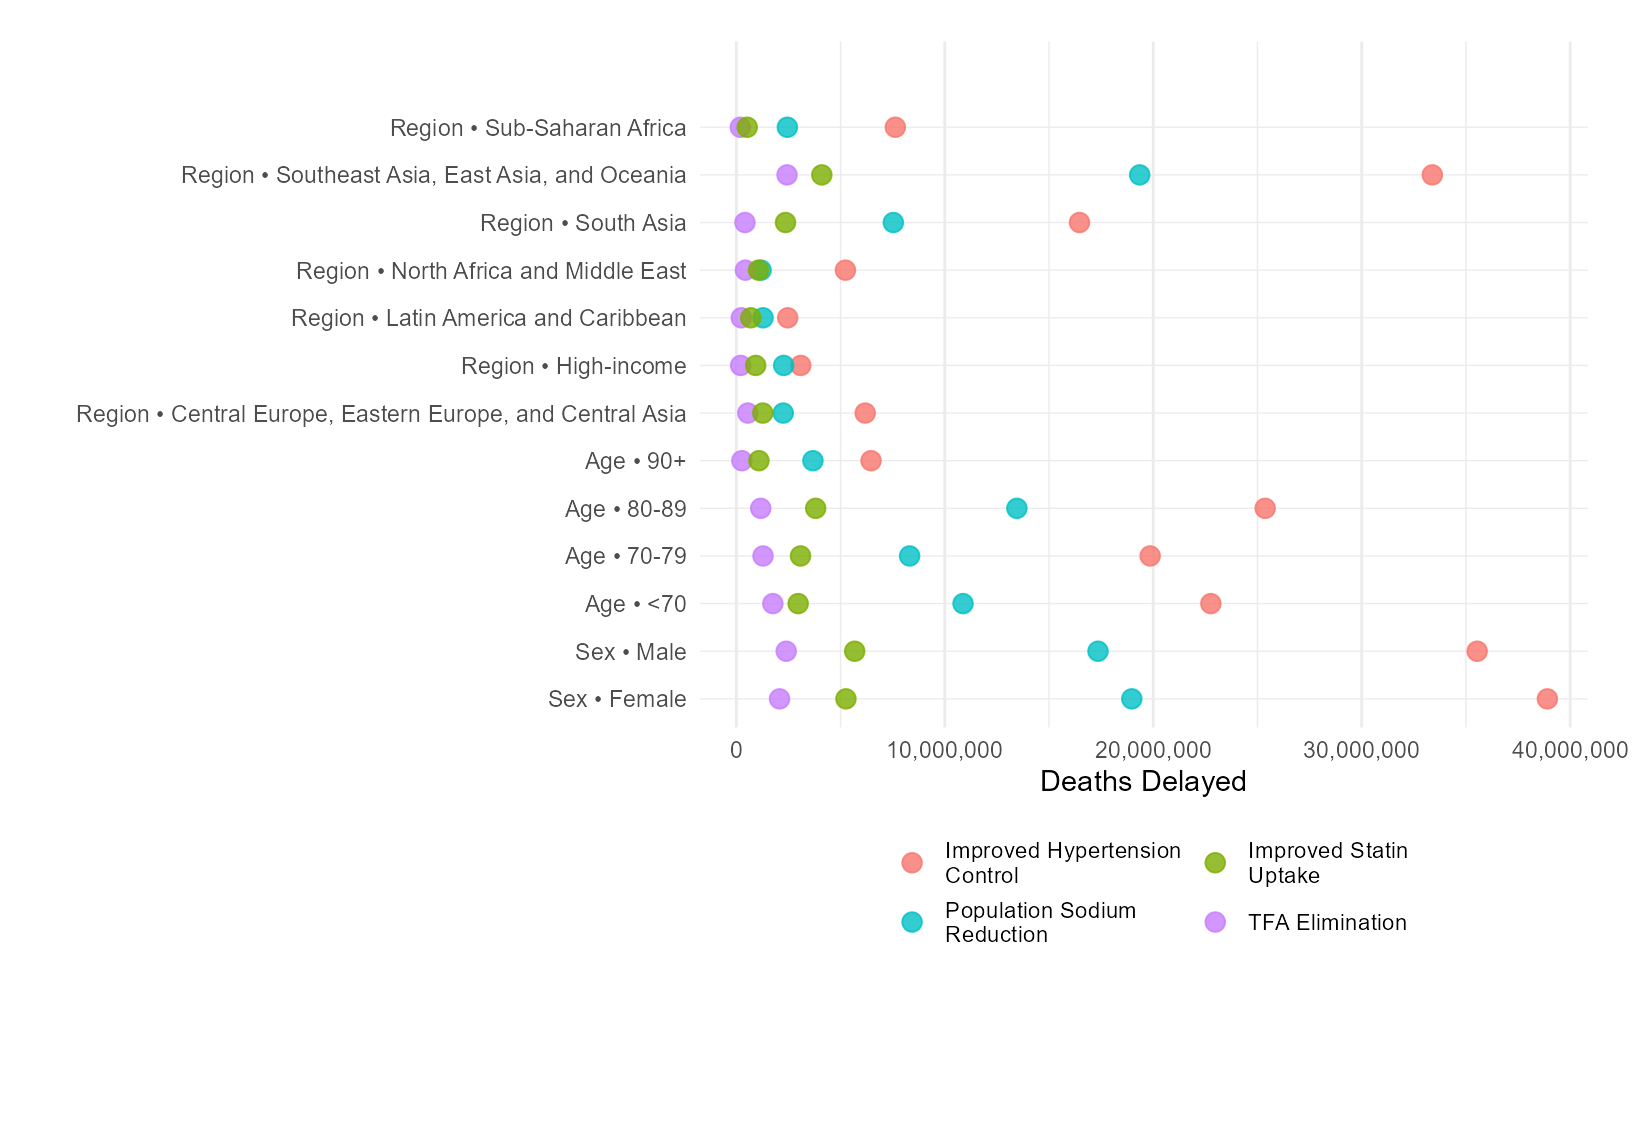 Region • Sub-Saharan Africa
Region • Southeast Asia, East Asia, and Oceania
Region • South Asia
Region • North Africa and Middle East
Region • Latin America and Caribbean
Region • High-income
Region • Central Europe, Eastern Europe, and Central Asia
Age • 90+
Age • 80-89
Age • 70-79
Age • <70
Sex • Male
Sex • Female
0 10,000,000 20,000,000 30,000,000 40,000,000
Deaths Delayed
Improved Hypertension
Control
Improved Statin
Uptake
Population Sodium
Reduction
TFA Elimination